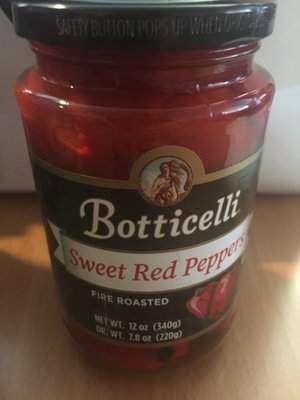 SAFETY BUTTON POPS UP WHEN ORIGINAL
Botticelli
Sweet Red Peppers
FIRE ROASTED
NET WT. 12 oz (340g)
DR. WT. 7.8 oz (220g)